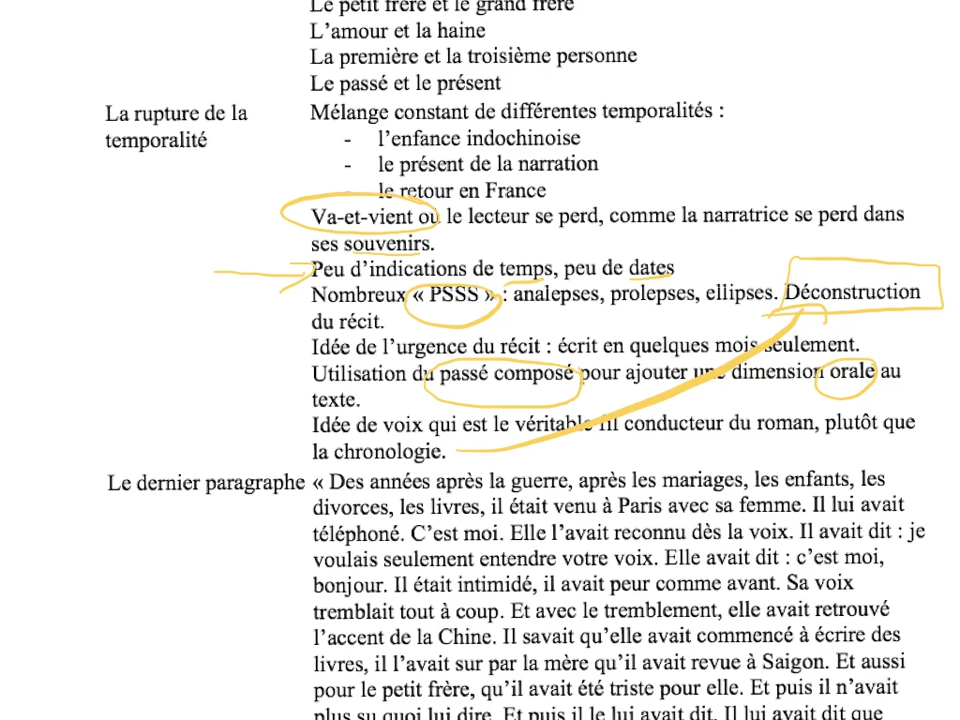 Le petit frère et le grand frère
L'amour et la haine
La première et la troisième personne
Le passé et le présent
La rupture de la temporalité
Mélange constant de différentes temporalités :
- l'enfance indochinoise
- le présent de la narration
- le retour en France
Va-et-vient où le lecteur se perd, comme la narratrice se perd dans
ses souvenirs.
Peu d'indications de temps, peu de dates
Nombreux « PSSS » : analepses, prolepses, ellipses. Déconstruction
du récit.
Idée de l'urgence du récit : écrit en quelques mois seulement.
Utilisation du passé composé pour ajouter une dimension orale au
texte.
Idée de voix qui est le véritable fil conducteur du roman, plutôt que
la chronologie.
Le dernier paragraphe « Des années après la guerre, après les mariages, les enfants, les
divorces, les livres, il était venu à Paris avec sa femme. Il lui avait
téléphoné. C'est moi. Elle l'avait reconnu dès la voix. Il avait dit : je
voulais seulement entendre votre voix. Elle avait dit : c'est moi,
bonjour. Il était intimidé, il avait peur comme avant. Sa voix
tremblait tout à coup. Et avec le tremblement, elle avait retrouvé
l'accent de la Chine. Il savait qu'elle avait commencé à écrire des
livres, il l'avait su par la mère qu'il avait revue à Saigon. Et aussi
pour le petit frère, qu'il avait été triste pour elle. Et puis il n'avait
plus su quoi lui dire. Et puis il le lui avait dit. Il lui avait dit que